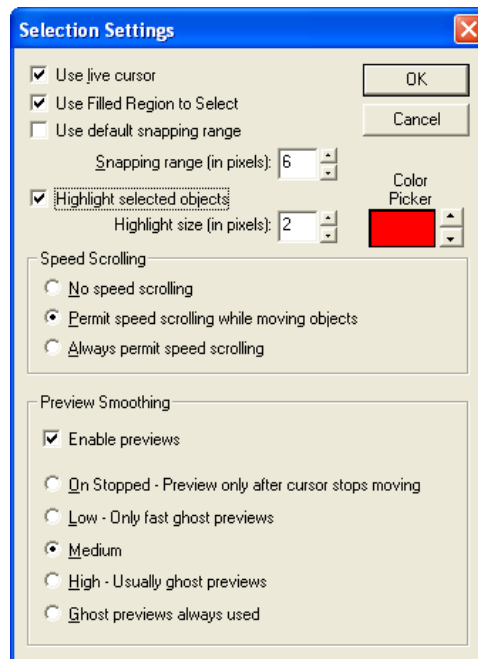 Selection Settings
Use live cursor
OK
Use Filled Region to Select
Cancel
Use default snapping range
Snapping range (in pixels): 6
Color
Picker
Highlight selected objects
Highlight size (in pixels): 2
Speed Scrolling
No speed scrolling
Permit speed scrolling while moving objects
Always permit speed scrolling
Preview Smoothing
Enable previews
On Stopped - Preview only after cursor stops moving
Low - Only fast ghost previews
Medium
High - Usually ghost previews
Ghost previews always used